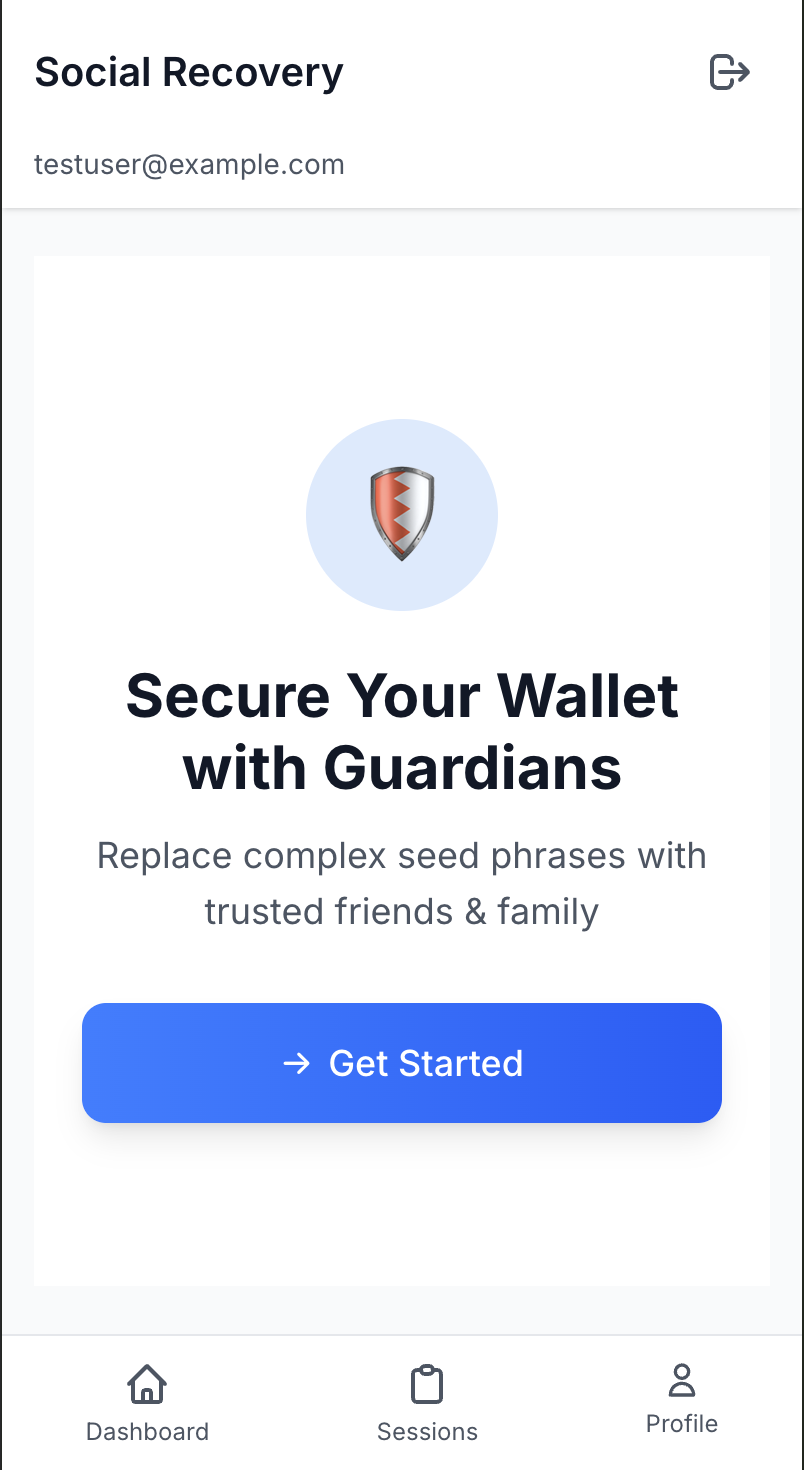 Social Recovery
testuser@example.com
Secure Your Wallet
with Guardians
Replace complex seed phrases with
trusted friends & family
Get Started
Dashboard
Sessions
Profile